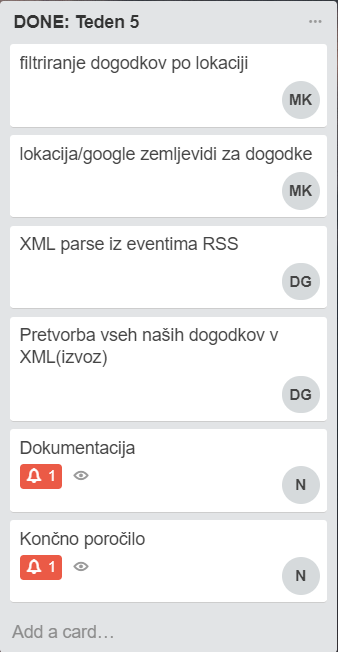 DONE: Teden 5
filtriranje dogodkov po lokaciji
MK
lokacija/google zemljevidi za dogodke
MK
XML parse iz eventima RSS
DG
Pretvorba vseh naših dogodkov v
XML(izvoz)
DG
Dokumentacija
1
N
Končno poročilo
1
N
Add a card…